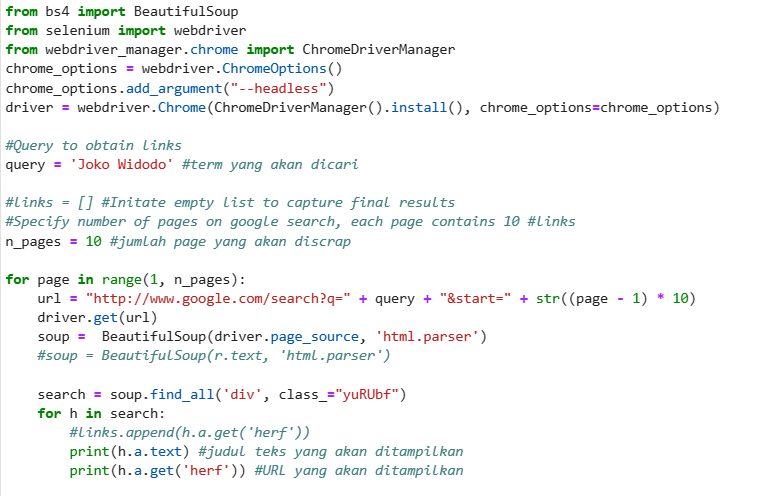 from bs4 import BeautifulSoup
from selenium import webdriver
from webdriver_manager.chrome import ChromeDriverManager
chrome_options = webdriver.ChromeOptions()
chrome_options.add_argument("--headless")
driver = webdriver.Chrome(ChromeDriverManager().install(), chrome_options=chrome_options)

#Query to obtain links
query = 'Joko Widodo' #term yang akan dicari

#links = [] #Initate empty list to capture final results
#Specify number of pages on google search, each page contains 10 #links
n_pages = 10 #jumlah page yang akan discrap

for page in range(1, n_pages):
    url = "http://www.google.com/search?q=" + query + "&start=" + str((page - 1) * 10)
    driver.get(url)
    soup =  BeautifulSoup(driver.page_source, 'html.parser')
    #soup = BeautifulSoup(r.text, 'html.parser')

    search = soup.find_all('div', class_="yuRUbf")
    for h in search:
        #links.append(h.a.get('herf'))
        print(h.a.text) #judul teks yang akan ditampilkan
        print(h.a.get('herf')) #URL yang akan ditampilkan